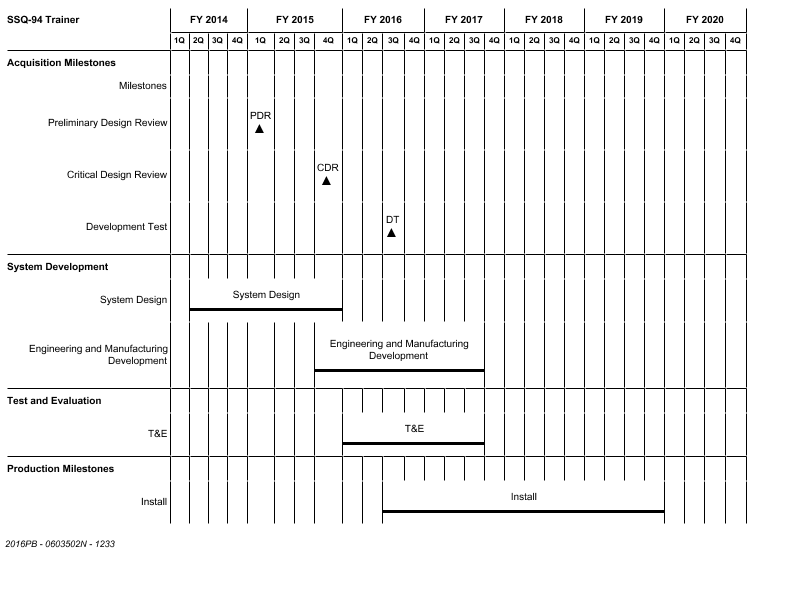 SSQ-94 Trainer FY 2014 FY 2015 FY 2016 FY 2017 FY 2018 FY 2019 FY 2020
1Q 2Q 3Q 4Q 1Q 2Q 3Q 4Q 1Q 2Q 3Q 4Q 1Q 2Q 3Q 4Q 1Q 2Q 3Q 4Q 1Q 2Q 3Q 4Q 1Q 2Q 3Q 4Q
Acquisition Milestones
Milestones
PDR
Preliminary Design Review
CDR
Critical Design Review
DT
Development Test
System Development
System Design
System Design
Engineering and Manufacturing
Development
Engineering and Manufacturing
Development
Test and Evaluation
T&E
T&E
Production Milestones
Install
Install
2016PB - 0603502N - 1233